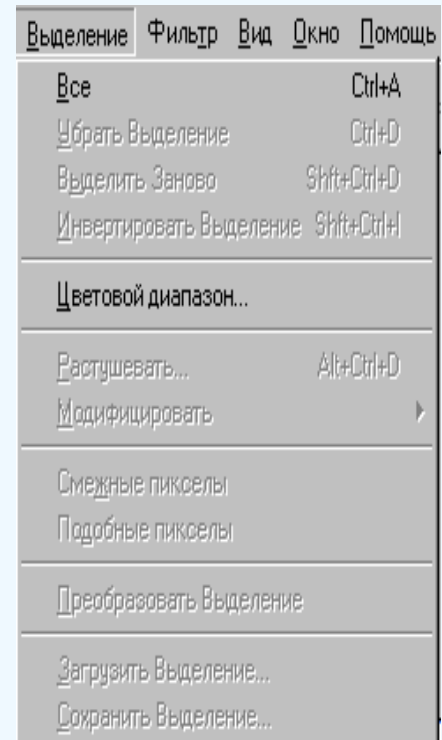 Выделение Фильтр Вид Окно Помощь
Все Ctrl+A
Убрать Выделение Ctrl+D
Выделить Заново Shft+Ctrl+D
Инвертировать Выделение Shft+Ctrl+I
Цветовой диапазон...
Растушевать... Alt+Ctrl+D
Модифицировать
Смежные пикселы
Подобные пикселы
Преобразовать Выделение
Загрузить Выделение...
Сохранить Выделение...